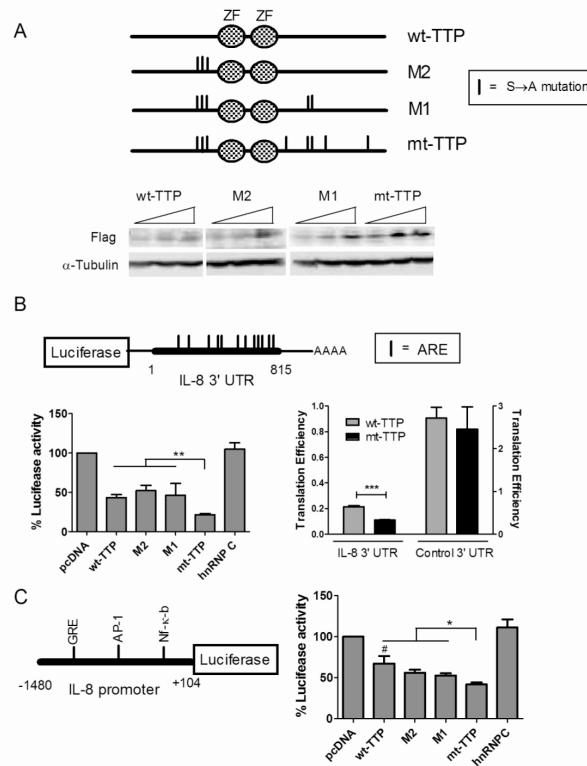 A
ZF ZF
wt-TTP
M2
M1
mt-TTP
= S→A mutation
wt-TTP M2 M1 mt-TTP
Flag
α-Tubulin
B
Luciferase
AAAA
1 815
IL-8 3' UTR
= ARE
% Lucifease activity
150
100
50
0
**
pcDNA
wt-TTP
M2
M1
mt-TTP
hnRNP C
Translation Efficiency
1.0
0.8
0.6
0.4
0.2
0.0
wt-TTP
mt-TTP
***
IL-8 3' UTR Control 3' UTR
3
2
1
0
Translation Efficiency
C
GRE
AP-1
Nf-κ-b
Luciferase
-1480 +104
IL-8 promoter
% Lucifease activity
150
100
50
0
#
*
pcDNA
wt-TTP
M2
M1
mt-TTP
hnRNPC